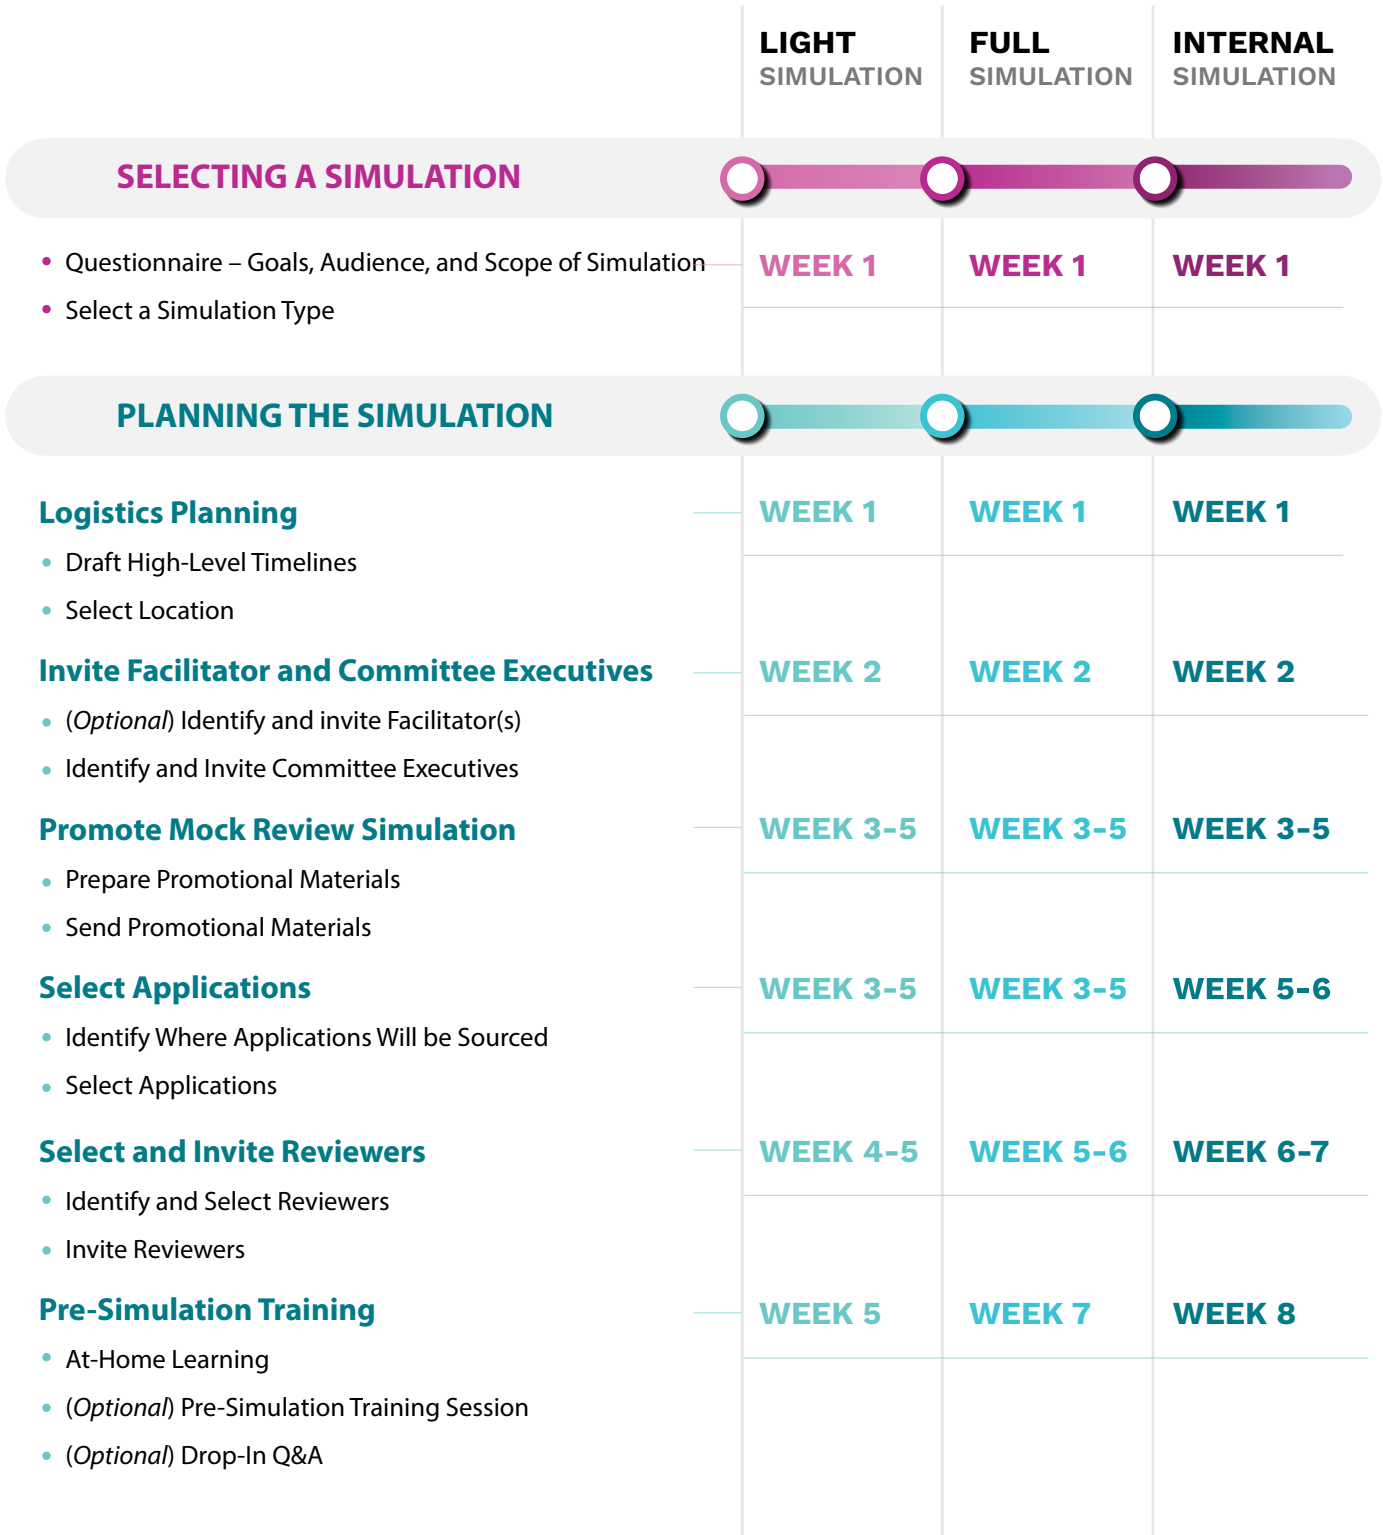 LIGHT FULL INTERNAL
SIMULATION SIMULATION SIMULATION
SELECTING A SIMULATION
• Questionnaire – Goals, Audience, and Scope of Simulation WEEK 1 WEEK 1 WEEK 1
• Select a Simulation Type
PLANNING THE SIMULATION
Logistics Planning WEEK 1 WEEK 1 WEEK 1
• Draft High-Level Timelines
• Select Location
Invite Facilitator and Committee Executives WEEK 2 WEEK 2 WEEK 2
• (Optional) Identify and invite Facilitator(s)
• Identify and Invite Committee Executives
Promote Mock Review Simulation WEEK 3-5 WEEK 3-5 WEEK 3-5
• Prepare Promotional Materials
• Send Promotional Materials
Select Applications WEEK 3-5 WEEK 3-5 WEEK 5-6
• Identify Where Applications Will be Sourced
• Select Applications
Select and Invite Reviewers WEEK 4-5 WEEK 5-6 WEEK 6-7
• Identify and Select Reviewers
• Invite Reviewers
Pre-Simulation Training WEEK 5 WEEK 7 WEEK 8
• At-Home Learning
• (Optional) Pre-Simulation Training Session
• (Optional) Drop-In Q&A